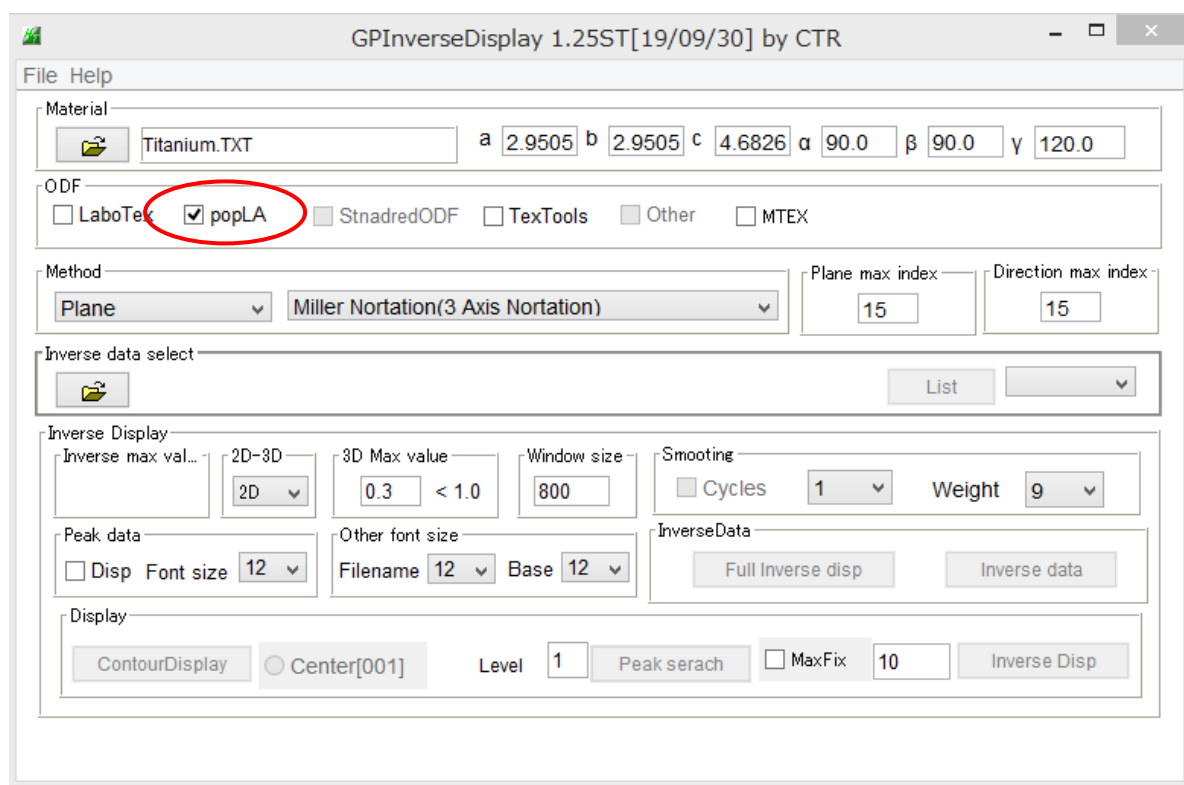 GPInverseDisplay 1.25ST[19/09/30] by CTR
File Help
Material
Titanium.TXT a 2.9505 b 2.9505 c 4.6826 α 90.0 β 90.0 γ 120.0
ODF
LaboTex popLA StnadredODF TexTools Other MTEX
Method Plane max index Direction max index
Plane Miller Nortation(3 Axis Nortation) 15 15
Inverse data select
List
Inverse Display
Inverse max val... 2D-3D 3D Max value Window size Smooting
2D 0.3 < 1.0 800 Cycles 1 Weight 9
Peak data Other font size InverseData
Disp Font size 12 Filename 12 Base 12 Full Inverse disp Inverse data
Display
ContourDisplay Center[001] Level 1 Peak serach MaxFix 10 Inverse Disp